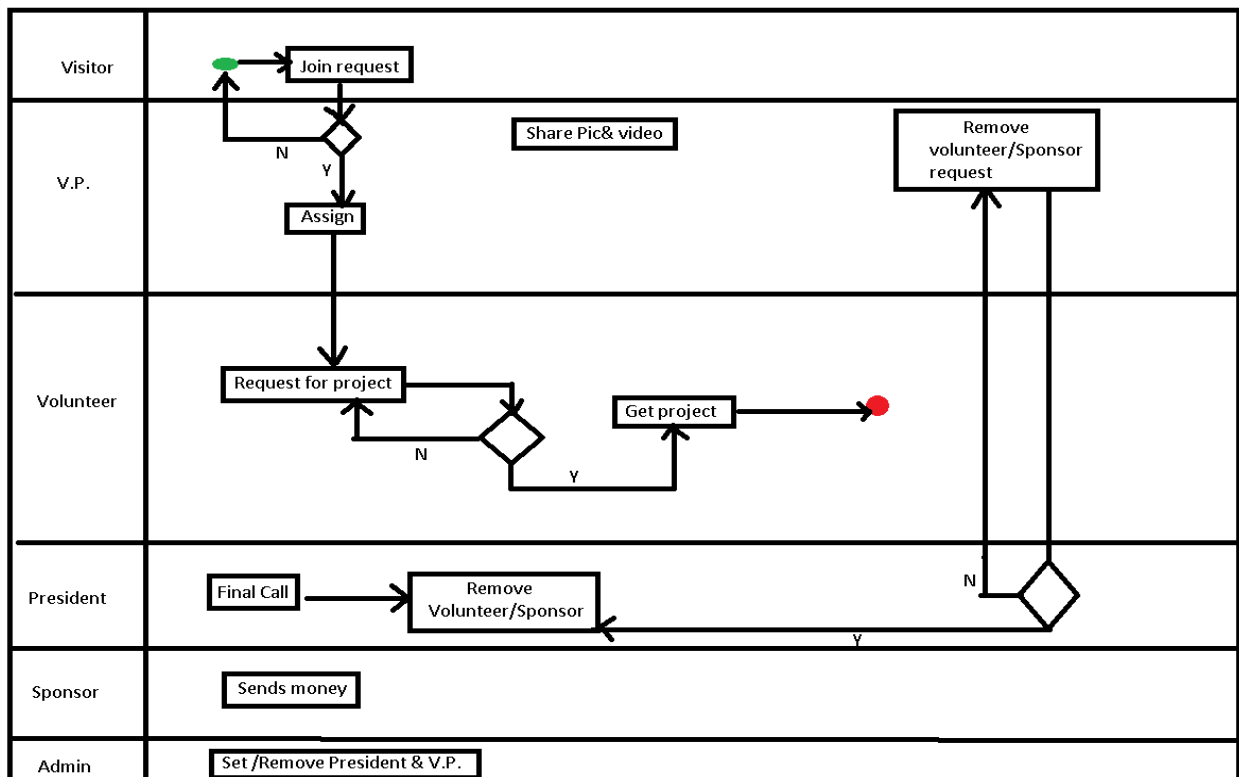 Visitor
Join request
V.P.
N
Y
Share Pic& video
Remove
volunteer/Sponsor
request
Assign
Volunteer
Request for project
N
Y
Get project
President
Final Call
Remove
Volunteer/Sponsor
N
Y
Sponsor
Sends money
Admin
Set /Remove President & V.P.